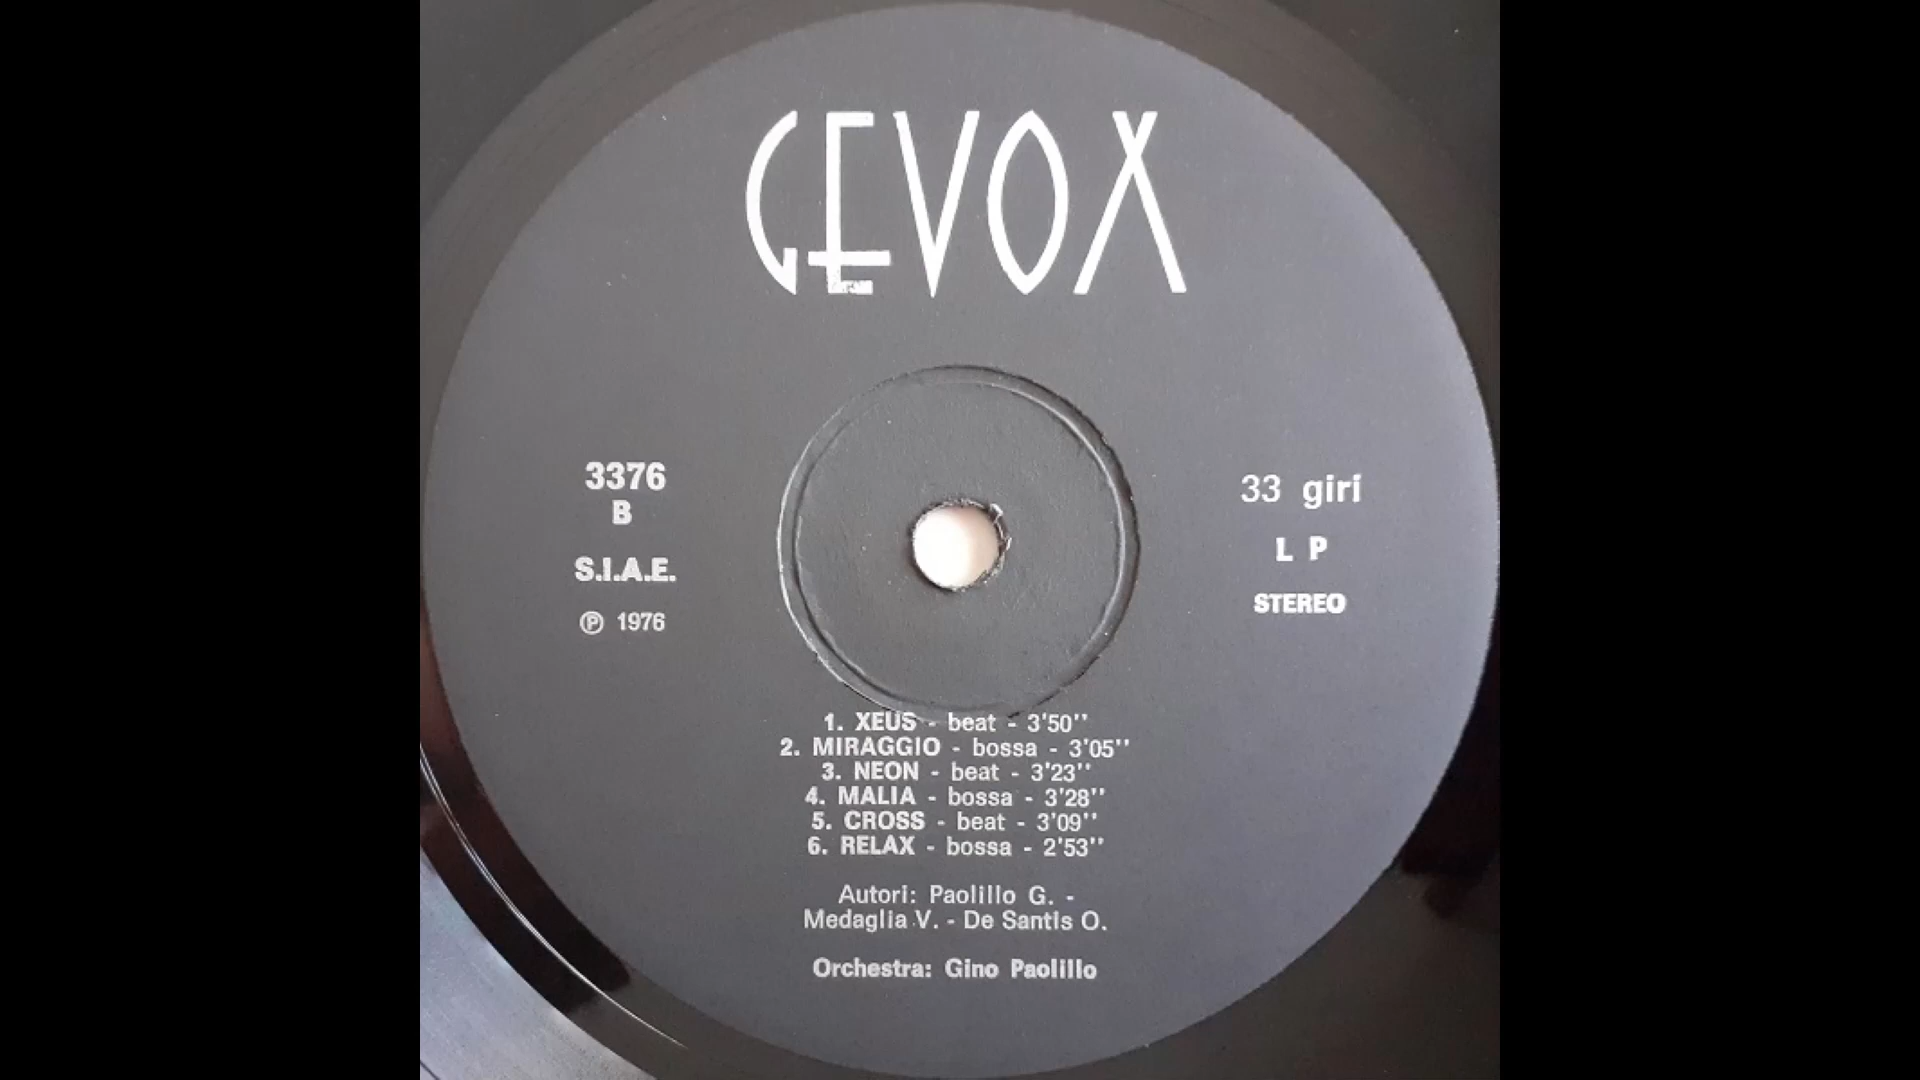 GEVOX
3376
B
S.I.A.E.
℗ 1976
33 giri
L P
STEREO
1. XEUS - beat - 3'50''
2. MIRAGGIO - bossa - 3'05''
3. NEON - beat - 3'23''
4. MALIA - bossa - 3'28''
5. CROSS - beat - 3'09''
6. RELAX - bossa - 2'53''
Autori: Paolillo G. -
Medaglia V. - De Santis O.
Orchestra: Gino Paolillo